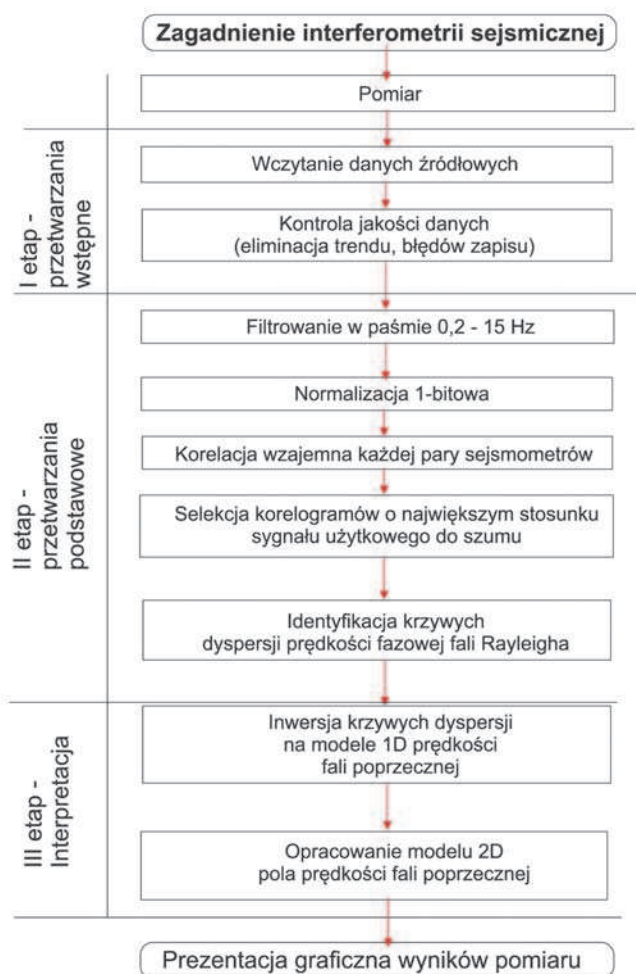 Zagadnienie interferometrii sejsmicznej
Pomiar
I etap -
przetwarzania
wstępne
Wczytanie danych źródłowych
Kontrola jakości danych
(eliminacja trendu, błędów zapisu)
II etap -
przetwarzania
podstawowe
Filtrowanie w paśmie 0,2 - 15 Hz
Normalizacja 1-bitowa
Korelacja wzajemna każdej pary sejsmometrów
Selekcja korelogramów o największym stosunku
sygnału użytkowego do szumu
Identyfikacja krzywych
dyspersji prędkości fazowej fali Rayleigha
III etap -
Interpretacja
Inwersja krzywych dyspersji
na modele 1D prędkości
fali poprzecznej
Opracowanie modelu 2D
pola prędkości fali poprzecznej
Prezentacja graficzna wyników pomiaru